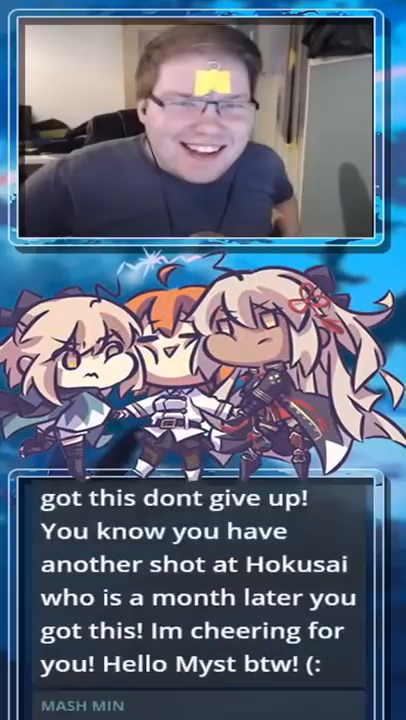 got this dont give up!
You know you have
another shot at Hokusai
who is a month later you
got this! Im cheering for
you! Hello Myst btw! (:
MASH MIN